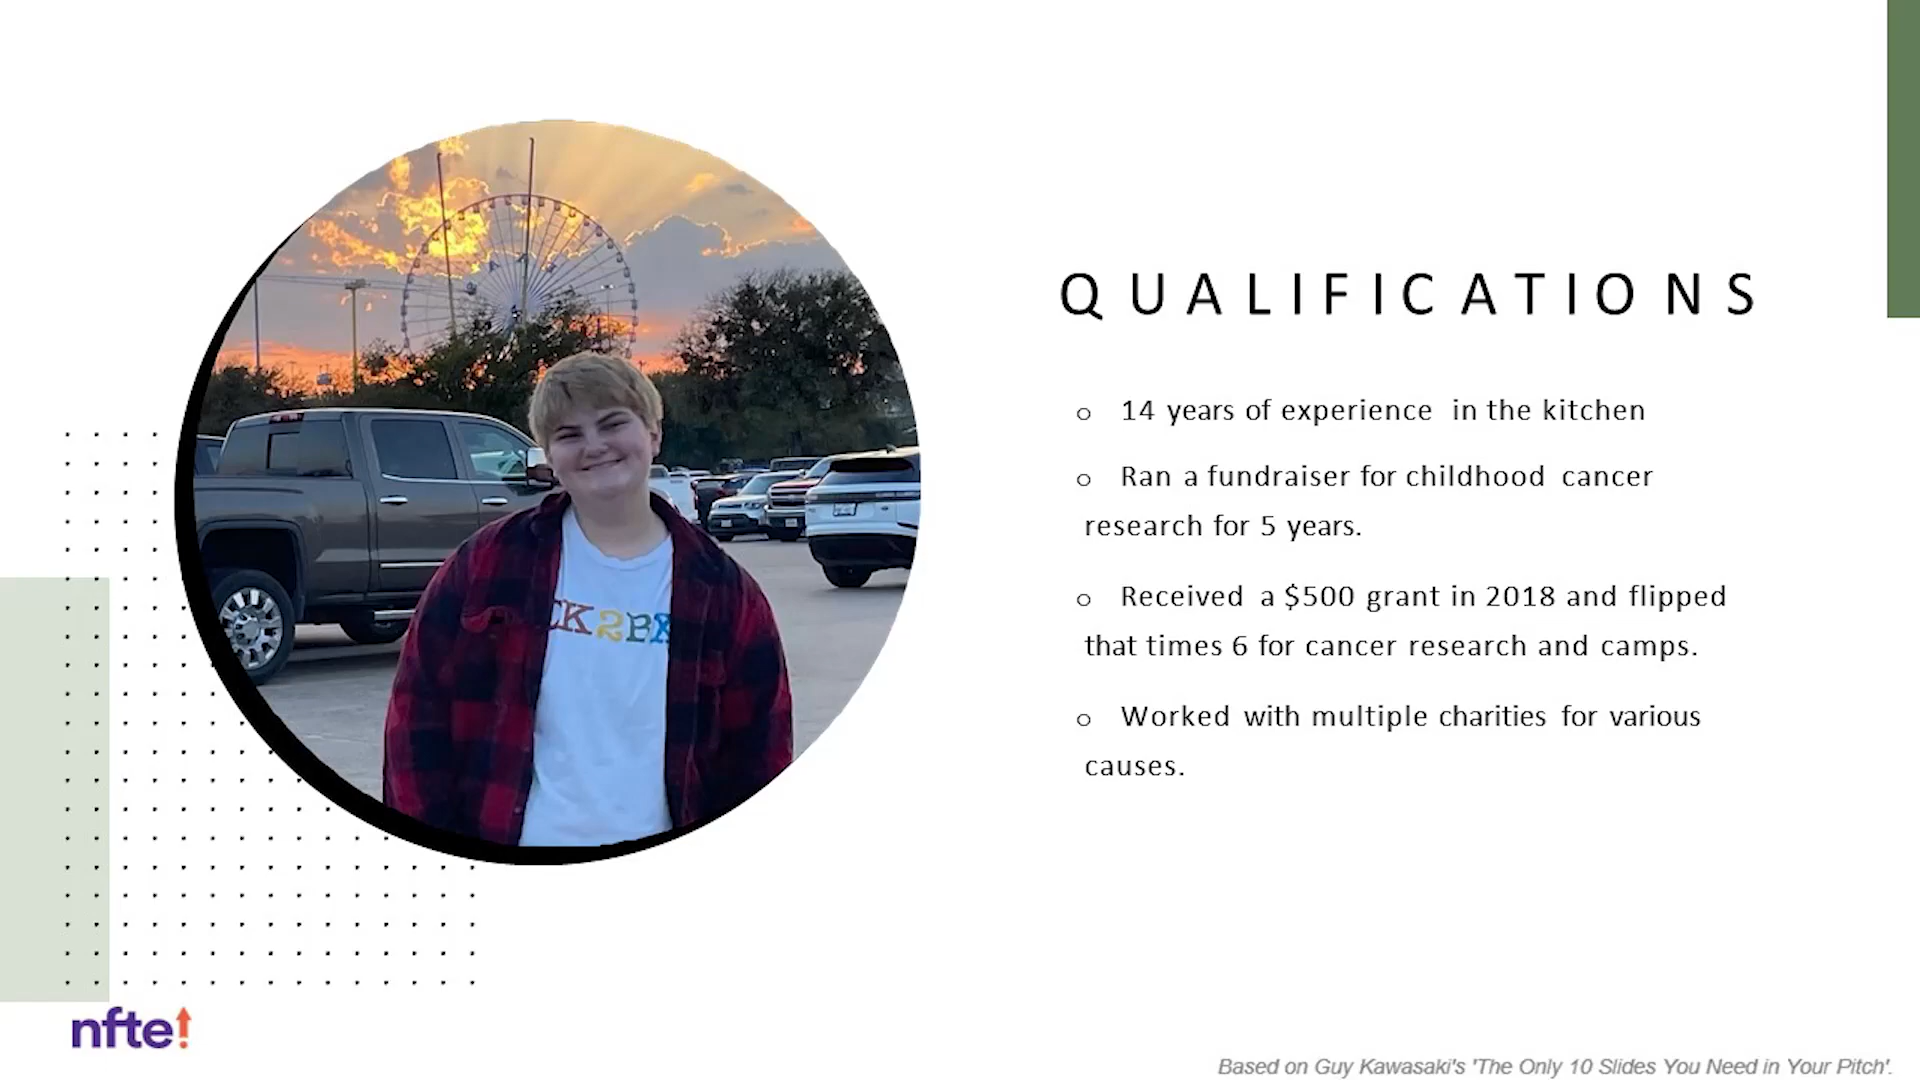 QUALIFICATIONS
o 14 years of experience in the kitchen
o Ran a fundraiser for childhood cancer
research for 5 years.
o Received a $500 grant in 2018 and flipped
that times 6 for cancer research and camps.
o Worked with multiple charities for various
causes.
CK2BX
nfte!
Based on Guy Kawasaki's 'The Only 10 Slides You Need in Your Pitch'.